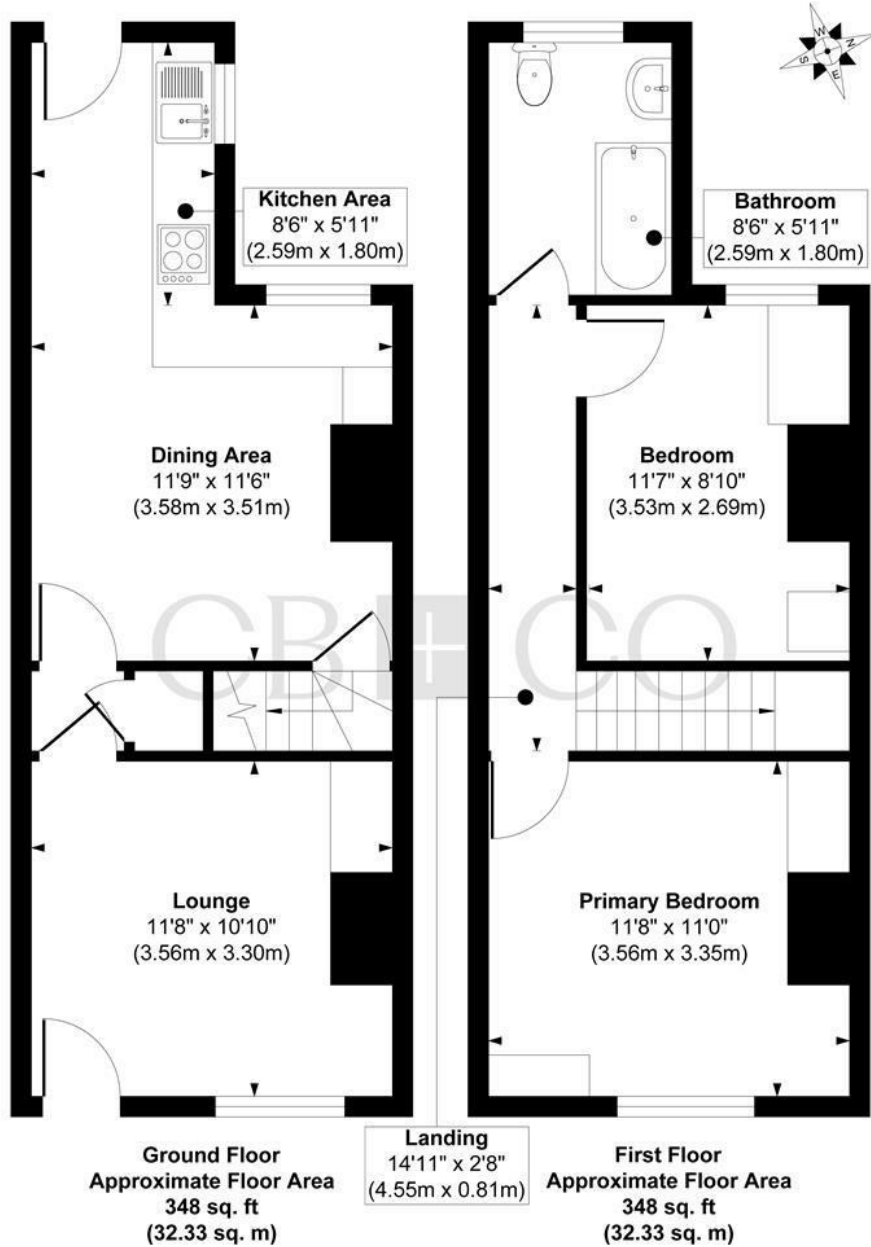 W
N
S
E
Kitchen Area
8'6" x 5'11"
(2.59m x 1.80m)
Bathroom
8'6" x 5'11"
(2.59m x 1.80m)
Dining Area
11'9" x 11'6"
(3.58m x 3.51m)
Bedroom
11'7" x 8'10"
(3.53m x 2.69m)
CB+CO
Lounge
11'8" x 10'10"
(3.56m x 3.30m)
Primary Bedroom
11'8" x 11'0"
(3.56m x 3.35m)
Landing
14'11" x 2'8"
(4.55m x 0.81m)
Ground Floor
Approximate Floor Area
348 sq. ft
(32.33 sq. m)
First Floor
Approximate Floor Area
348 sq. ft
(32.33 sq. m)